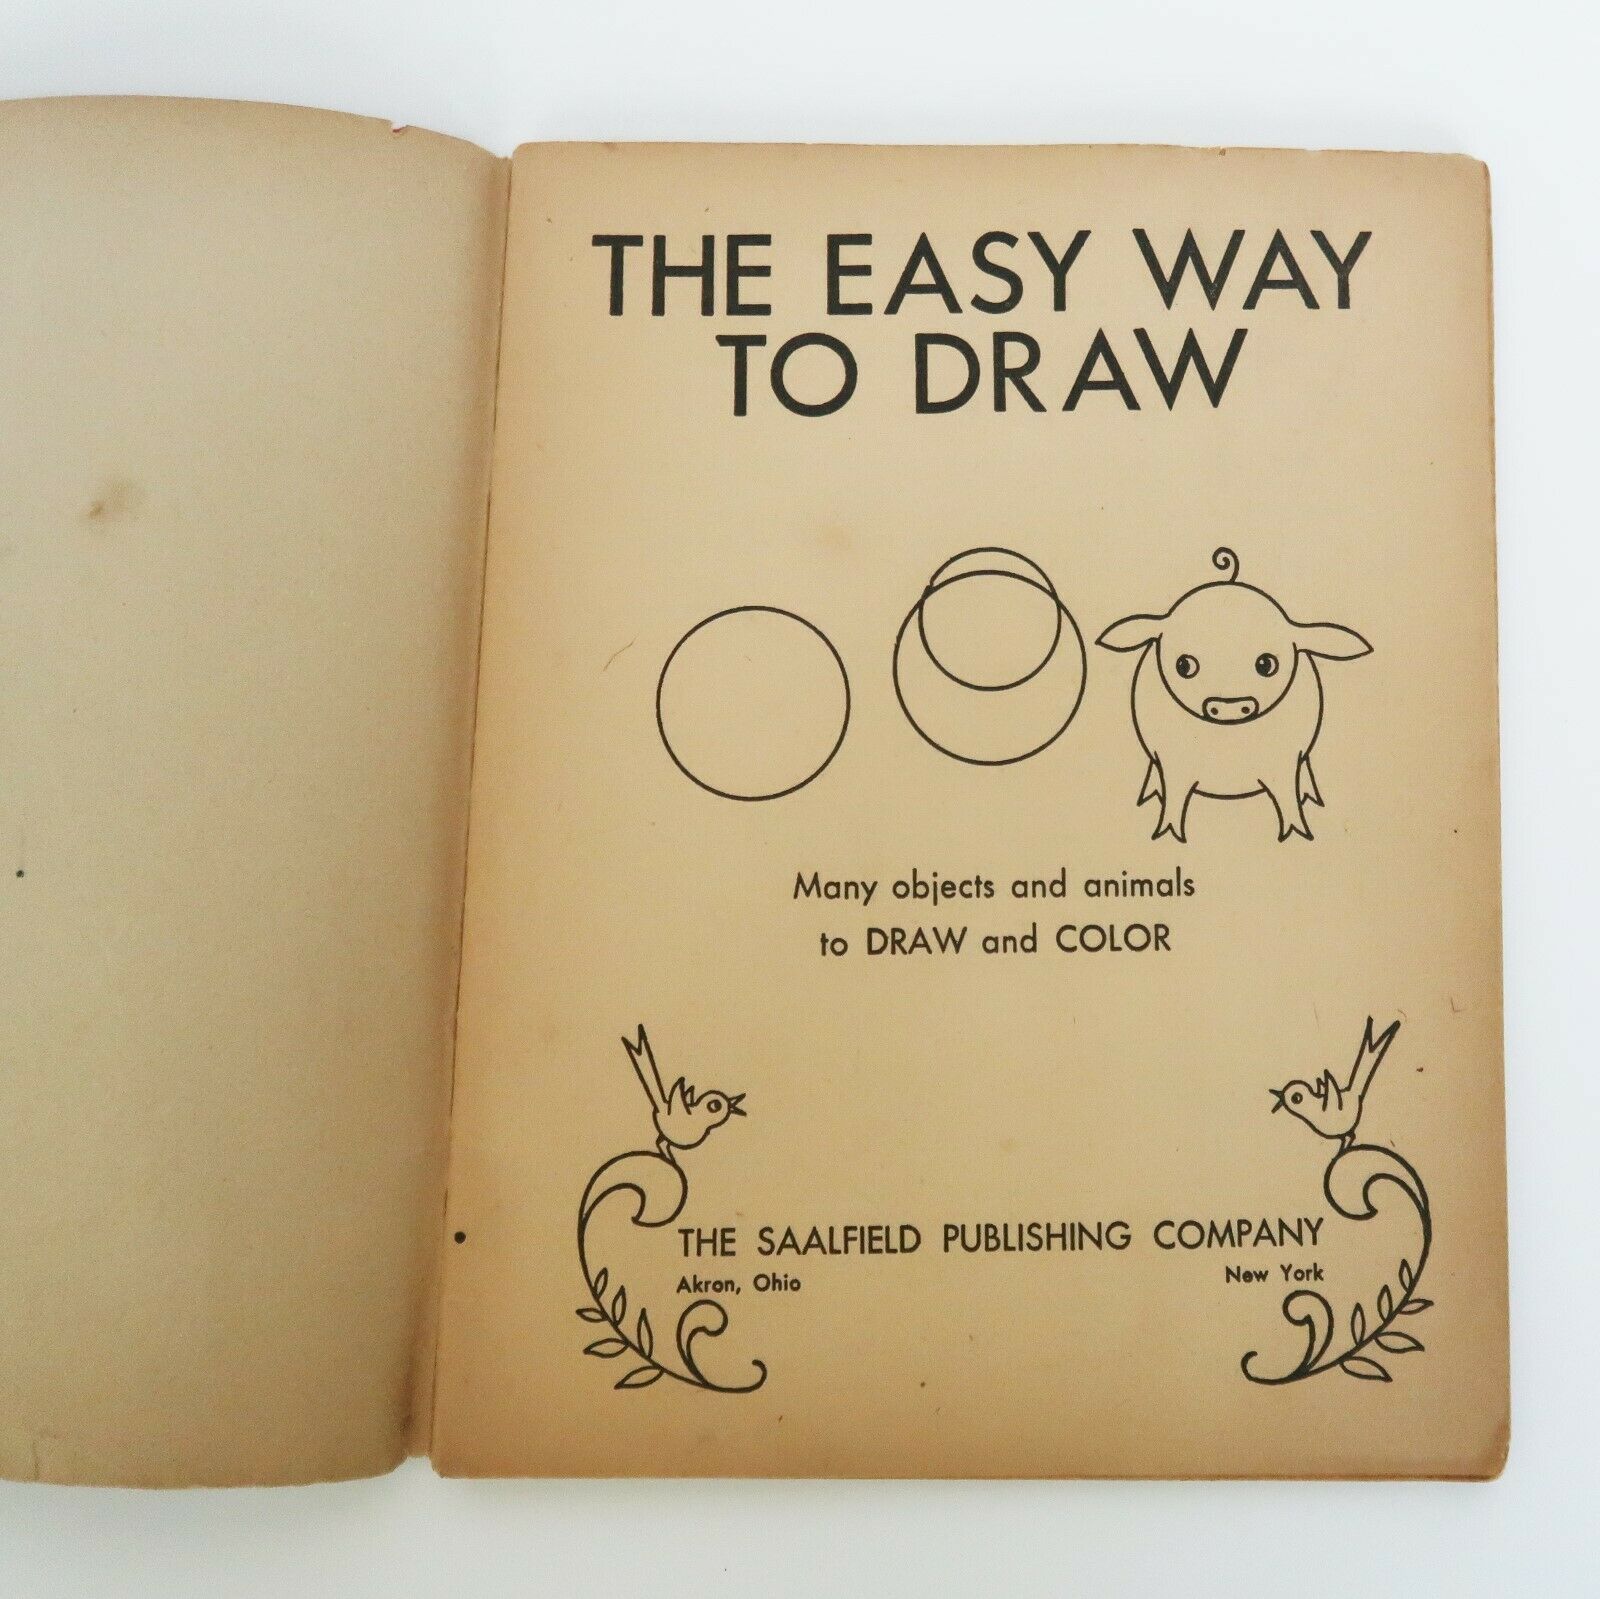 THE EASY WAY
TO DRAW
Many objects and animals
to DRAW and COLOR
THE SAALFIELD PUBLISHING COMPANY
Akron, Ohio
New York